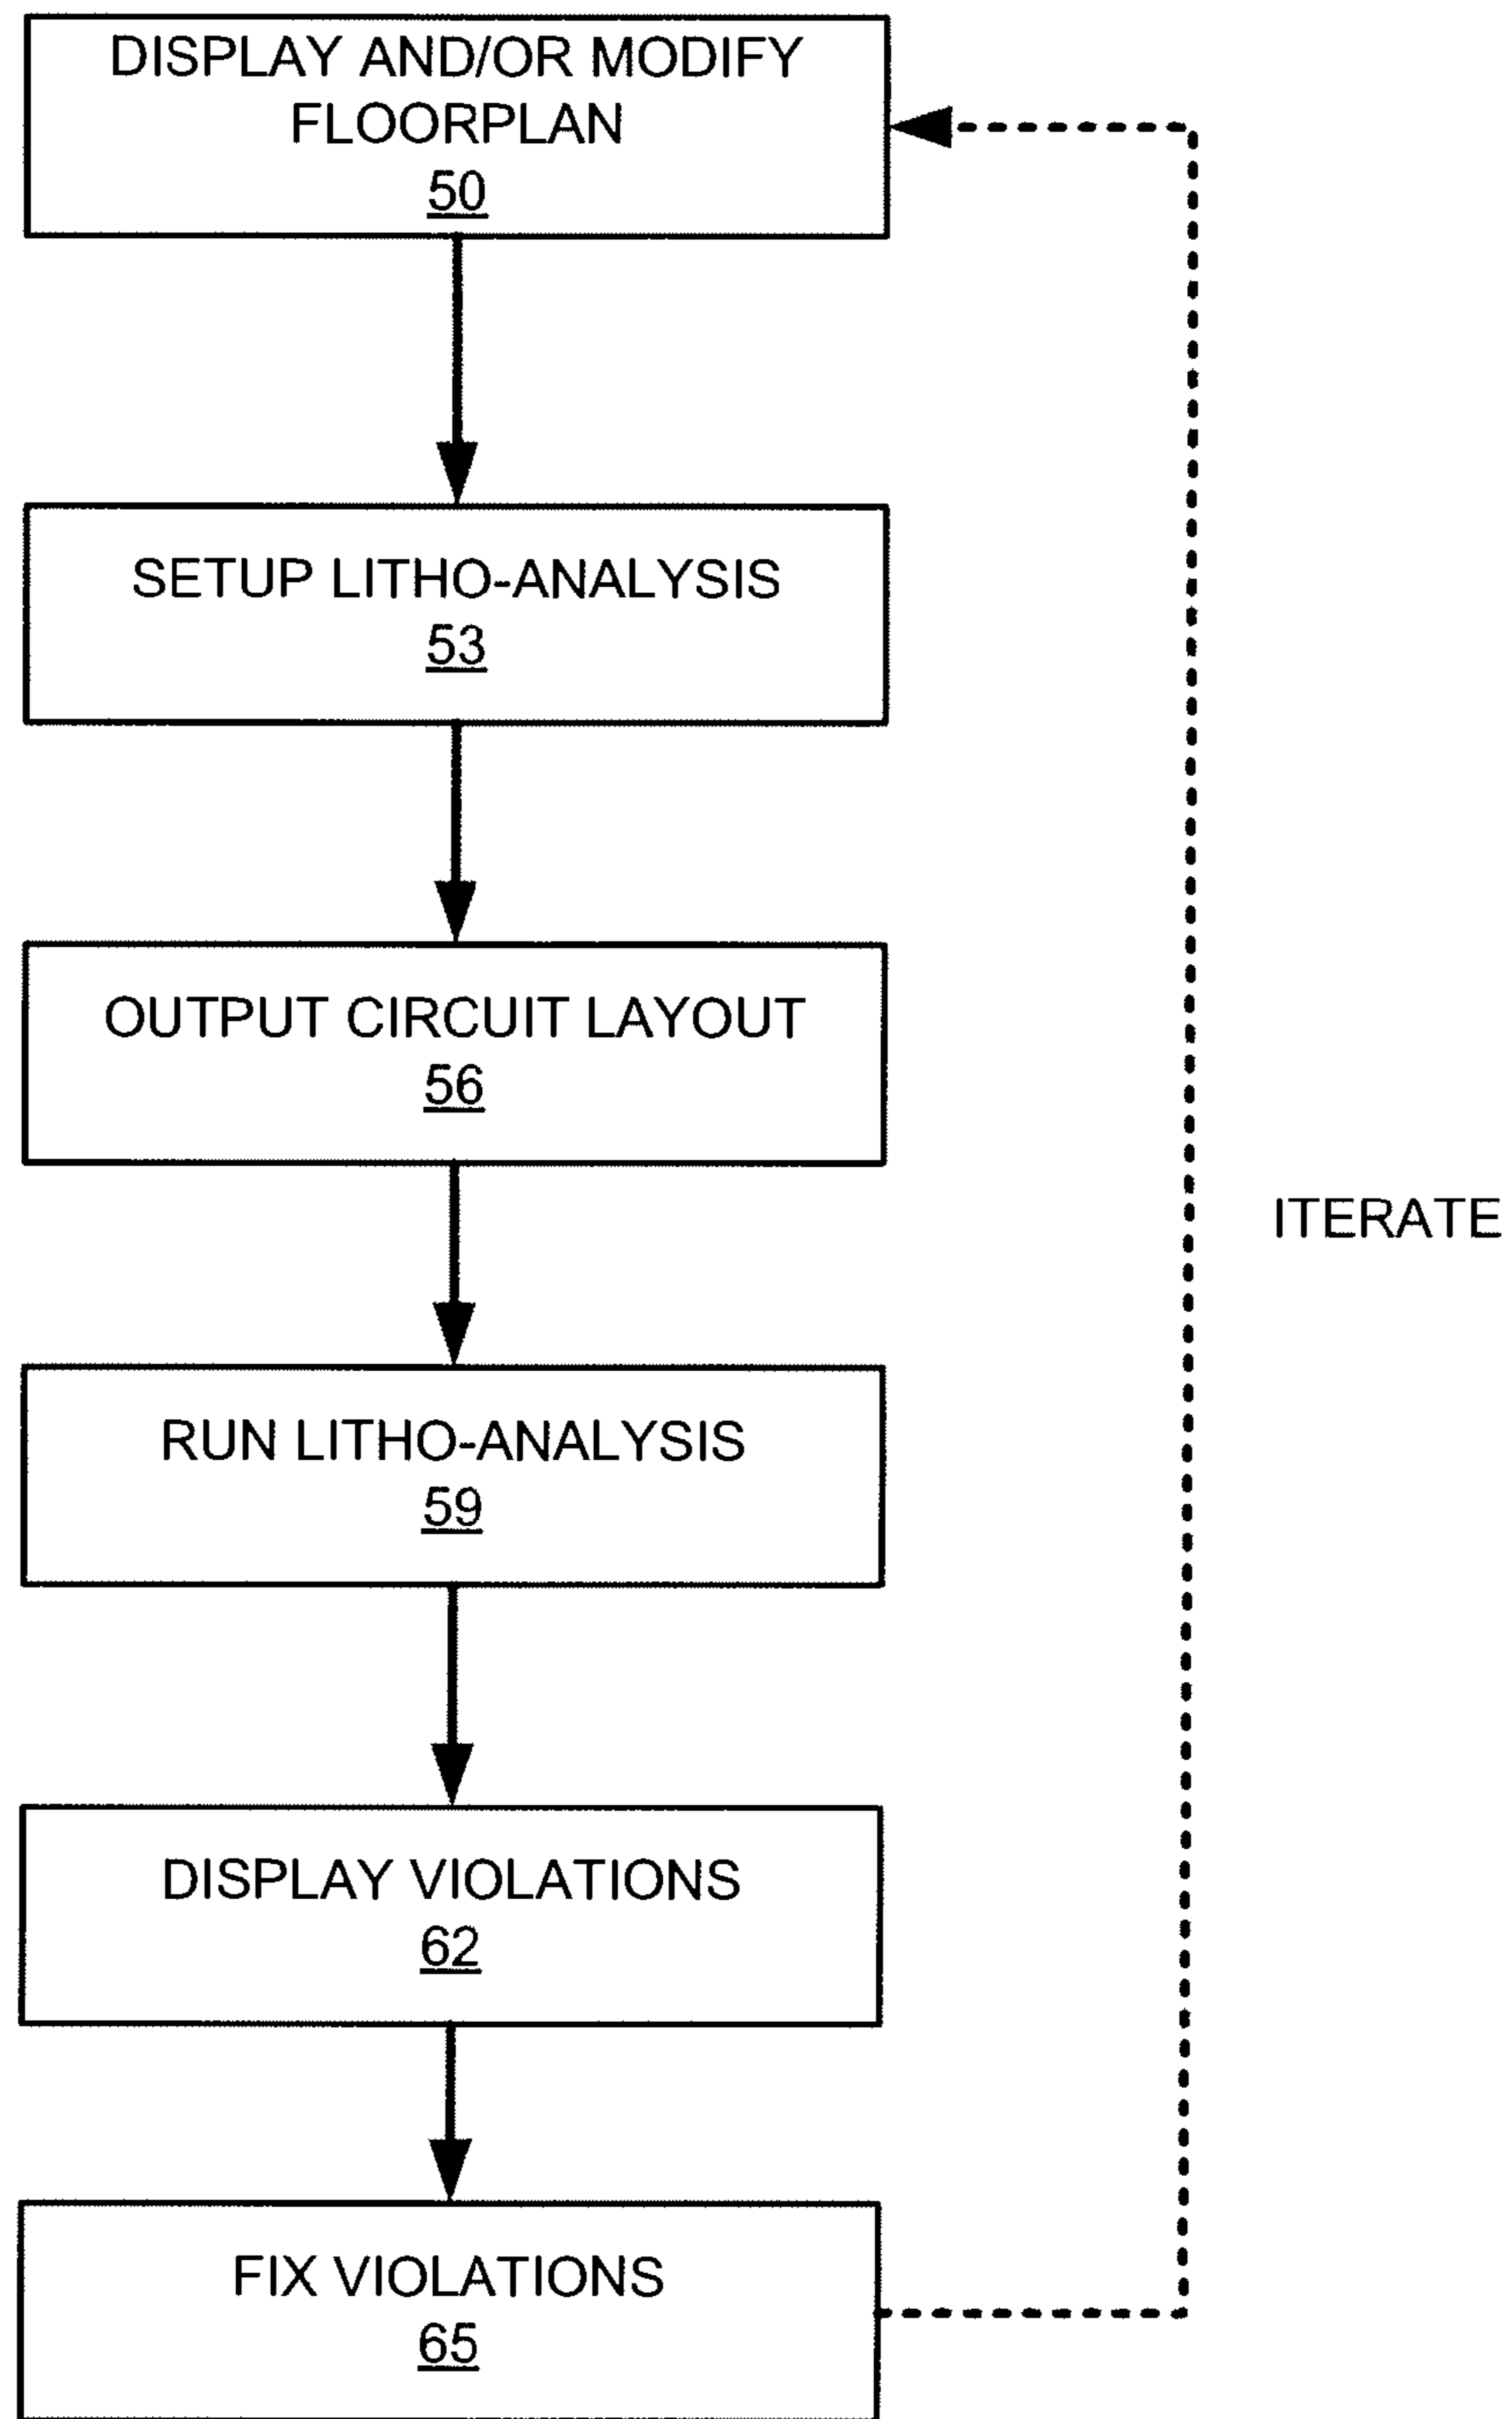 DISPLAY AND/OR MODIFY
FLOORPLAN
50
SETUP LITHO-ANALYSIS
53
OUTPUT CIRCUIT LAYOUT
56
ITERATE
RUN LITHO-ANALYSIS
59
DISPLAY VIOLATIONS
62
FIX VIOLATIONS
65